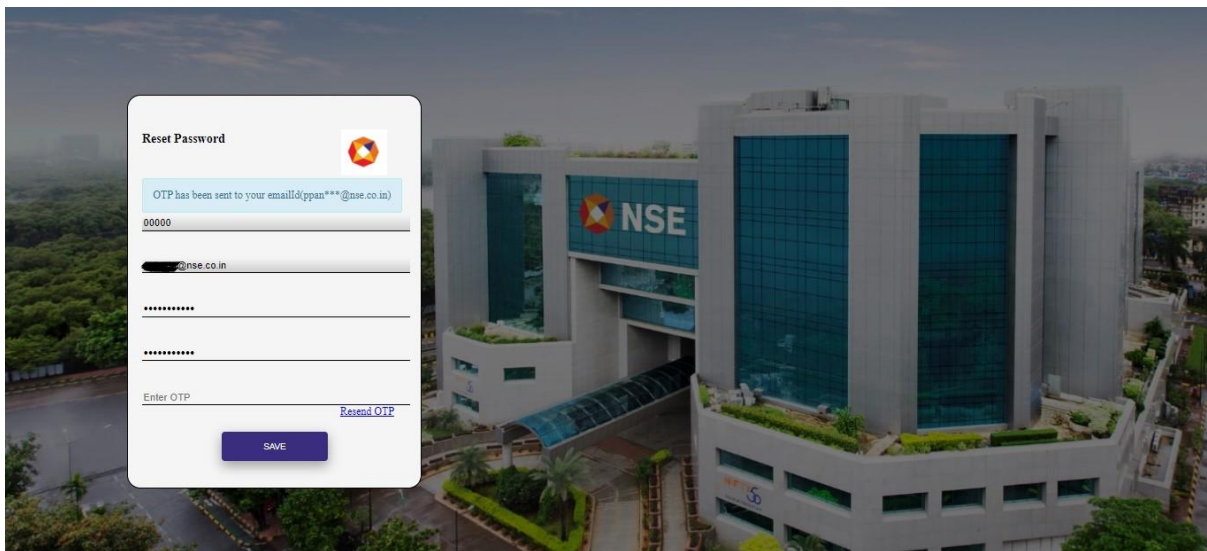 Reset Password
OTP has been sent to your emailId(ppan***@nse.co.in)
00000
@nse.co.in
•••••••••••
•••••••••••
Enter OTP
Resend OTP
SAVE
NSE